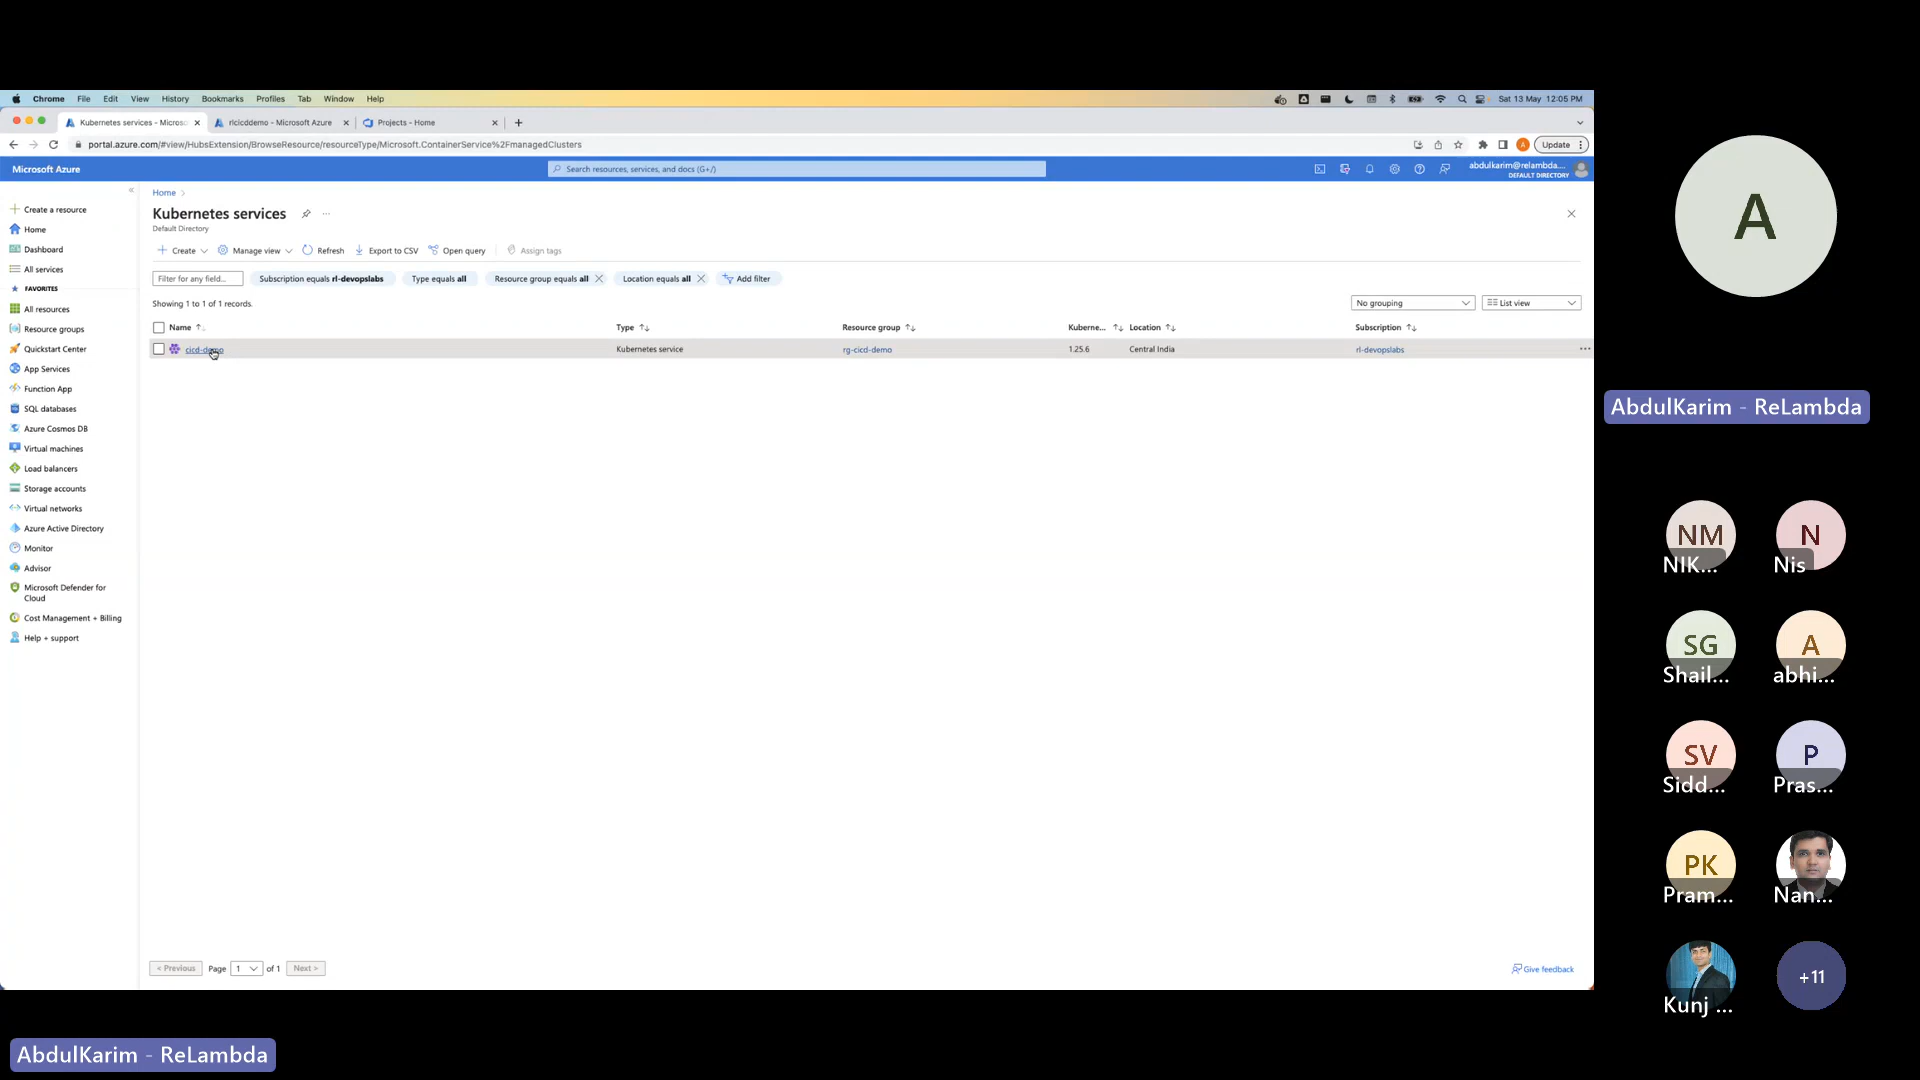 Chrome File Edit View History Bookmarks Profiles Tab Window Help Sat 13 May 12:05 PM
Kubernetes services - Microso rlcicddemo - Microsoft Azure Projects - Home
portal.azure.com/#view/HubsExtension/BrowseResource/resourceType/Microsoft.ContainerService%2FmanagedClusters A Update
Microsoft Azure Search resources, services, and docs (G+/) abdulkarim@relambda...
DEFAULT DIRECTORY
Create a resource
Home
Dashboard
All services
FAVORITES
All resources
Resource groups
Quickstart Center
App Services
Function App
SQL databases
Azure Cosmos DB
Virtual machines
Load balancers
Storage accounts
Virtual networks
Azure Active Directory
Monitor
Advisor
Microsoft Defender for
Cloud
Cost Management + Billing
Help + support
Home
Kubernetes services
Default Directory
Create Manage view Refresh Export to CSV Open query Assign tags
Filter for any field... Subscription equals rl-devopslabs Type equals all Resource group equals all Location equals all Add filter
Showing 1 to 1 of 1 records.
No grouping List view
Name Type Resource group Kuberne... Location Subscription
cicd-demo Kubernetes service rg-cicd-demo 1.25.6 Central India rl-devopslabs
< Previous Page 1 of 1 Next >
Give feedback
A
AbdulKarim - ReLambda
NM
NIK...
N
Nis
SG
Shail...
A
abhi...
SV
Sidd...
P
Pras...
PK
Pram...
Nan...
Kunj ...
+11
AbdulKarim - ReLambda